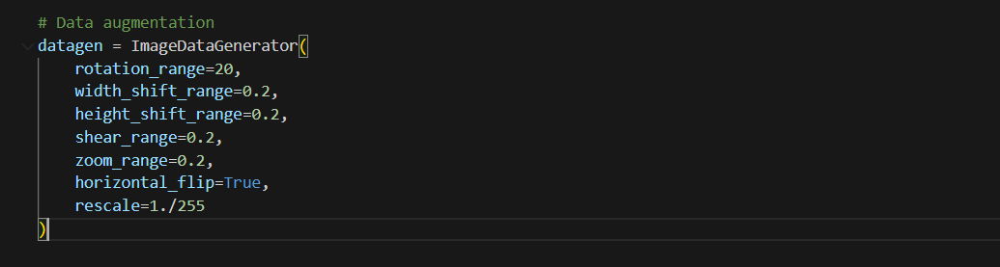 # Data augmentation
datagen = ImageDataGenerator(
    rotation_range=20,
    width_shift_range=0.2,
    height_shift_range=0.2,
    shear_range=0.2,
    zoom_range=0.2,
    horizontal_flip=True,
    rescale=1./255
)